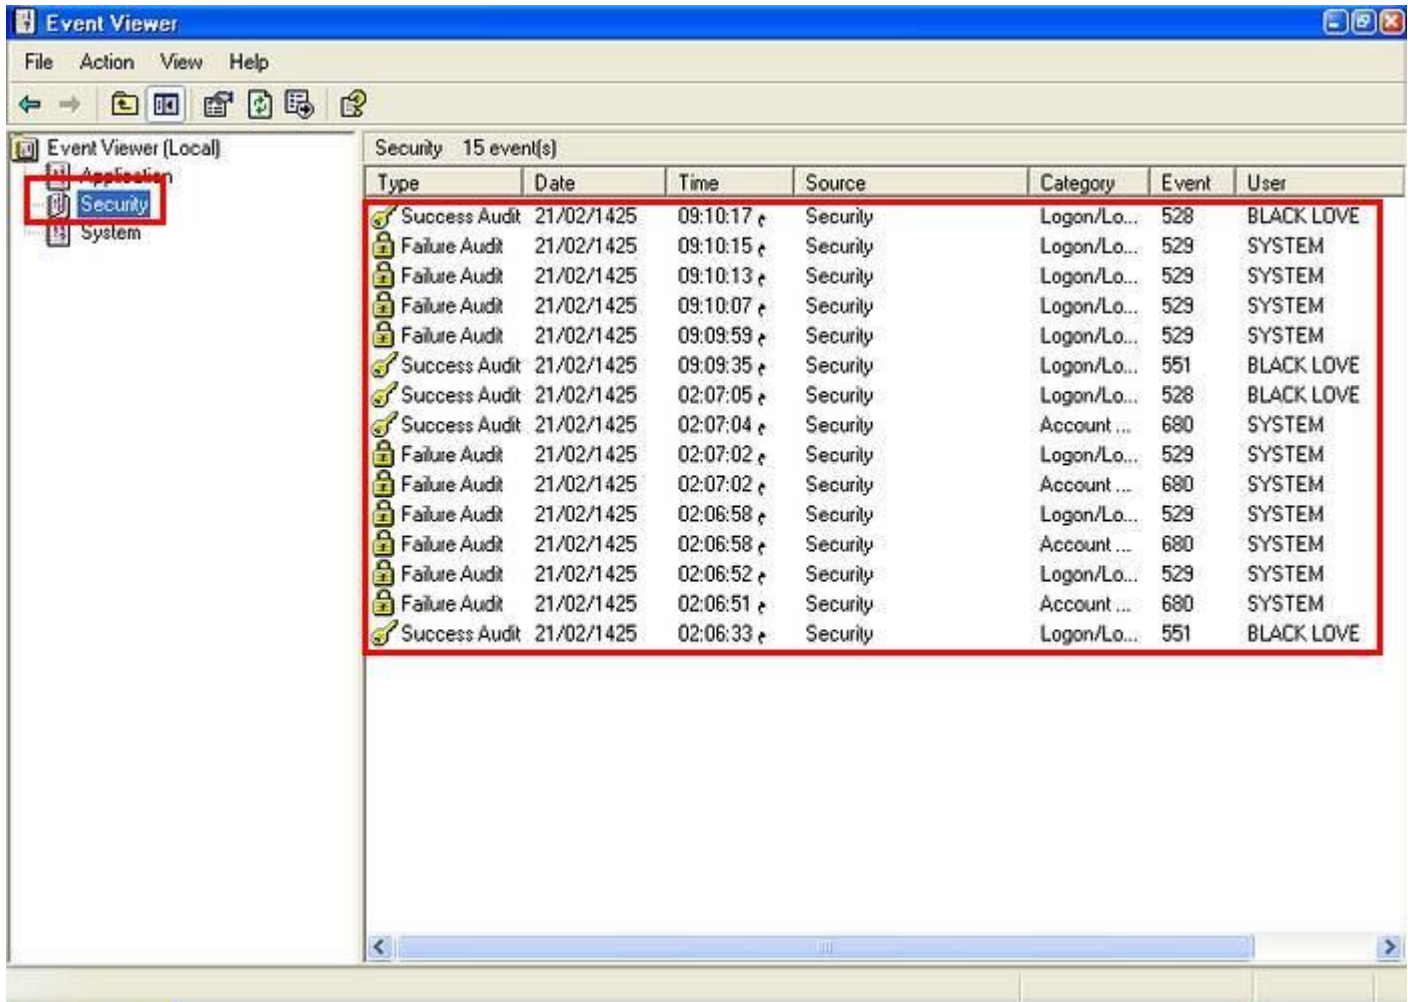 Event Viewer
File Action View Help
Event Viewer (Local)
Application
Security
System
Security 15 event(s)
Type Date Time Source Category Event User
Success Audit 21/02/1425 09:10:17 م Security Logon/Lo... 528 BLACK LOVE
Failure Audit 21/02/1425 09:10:15 م Security Logon/Lo... 529 SYSTEM
Failure Audit 21/02/1425 09:10:13 م Security Logon/Lo... 529 SYSTEM
Failure Audit 21/02/1425 09:10:07 م Security Logon/Lo... 529 SYSTEM
Failure Audit 21/02/1425 09:09:59 م Security Logon/Lo... 529 SYSTEM
Success Audit 21/02/1425 09:09:35 م Security Logon/Lo... 551 BLACK LOVE
Success Audit 21/02/1425 02:07:05 م Security Logon/Lo... 528 BLACK LOVE
Success Audit 21/02/1425 02:07:04 م Security Account ... 680 SYSTEM
Failure Audit 21/02/1425 02:07:02 م Security Logon/Lo... 529 SYSTEM
Failure Audit 21/02/1425 02:07:02 م Security Account ... 680 SYSTEM
Failure Audit 21/02/1425 02:06:58 م Security Logon/Lo... 529 SYSTEM
Failure Audit 21/02/1425 02:06:58 م Security Account ... 680 SYSTEM
Failure Audit 21/02/1425 02:06:52 م Security Logon/Lo... 529 SYSTEM
Failure Audit 21/02/1425 02:06:51 م Security Account ... 680 SYSTEM
Success Audit 21/02/1425 02:06:33 م Security Logon/Lo... 551 BLACK LOVE